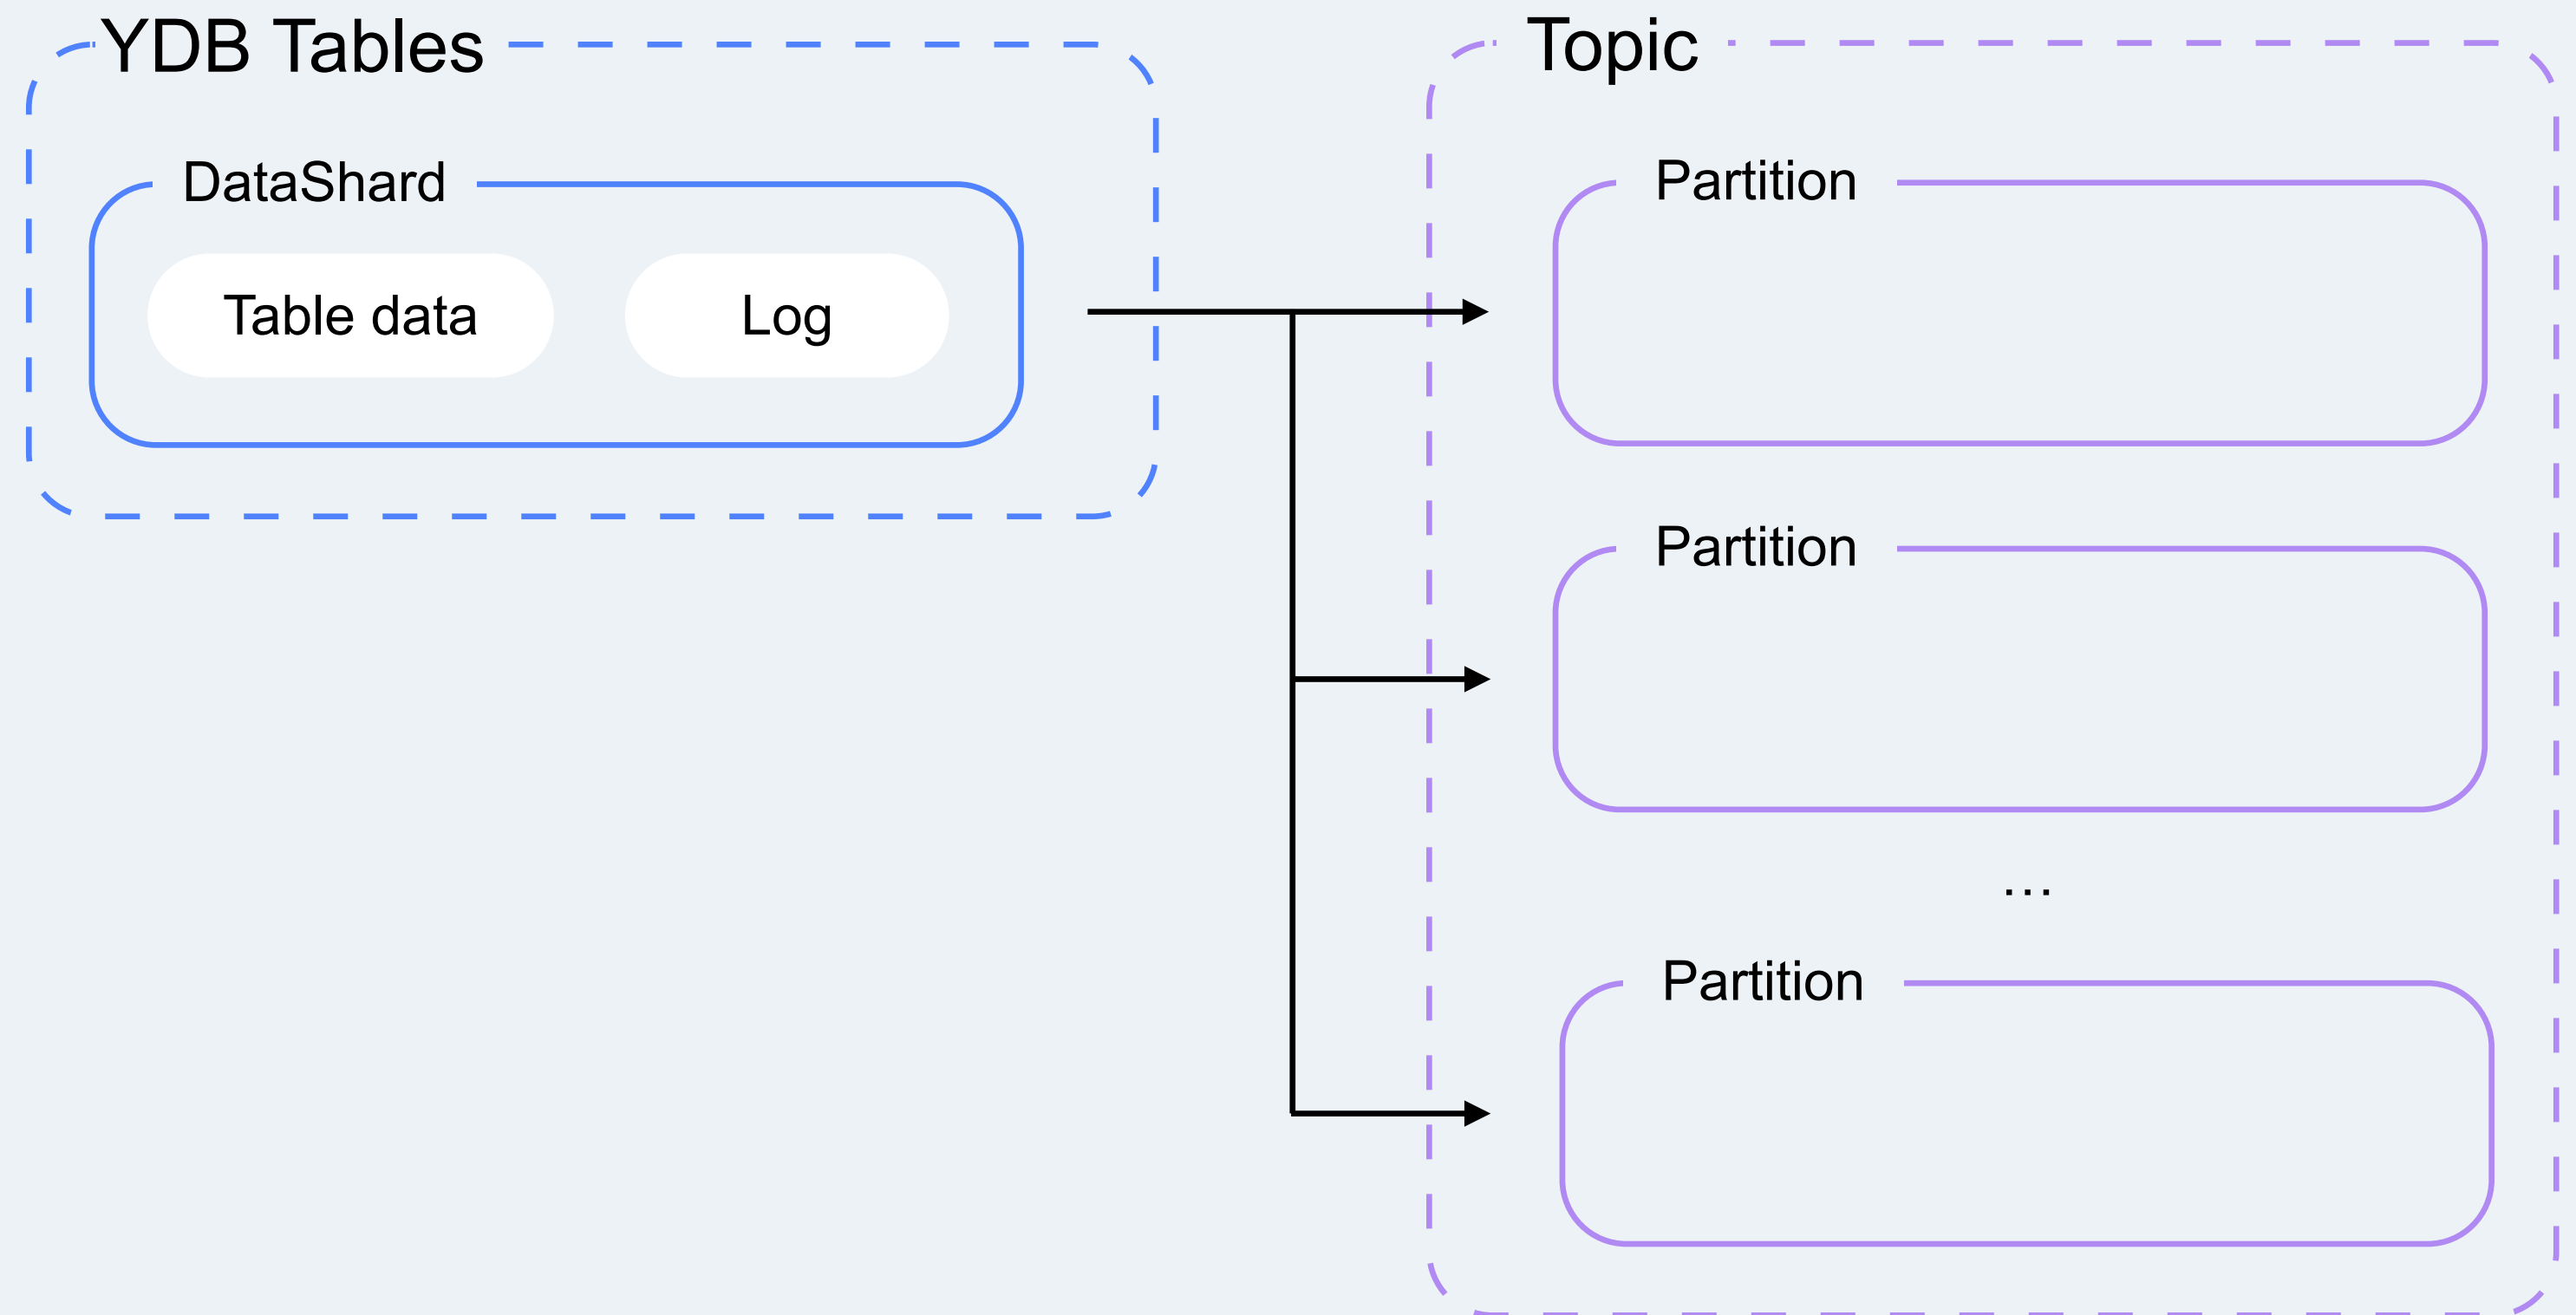 YDB Tables
DataShard
Table data
Log
Topic
Partition
Partition
...
Partition